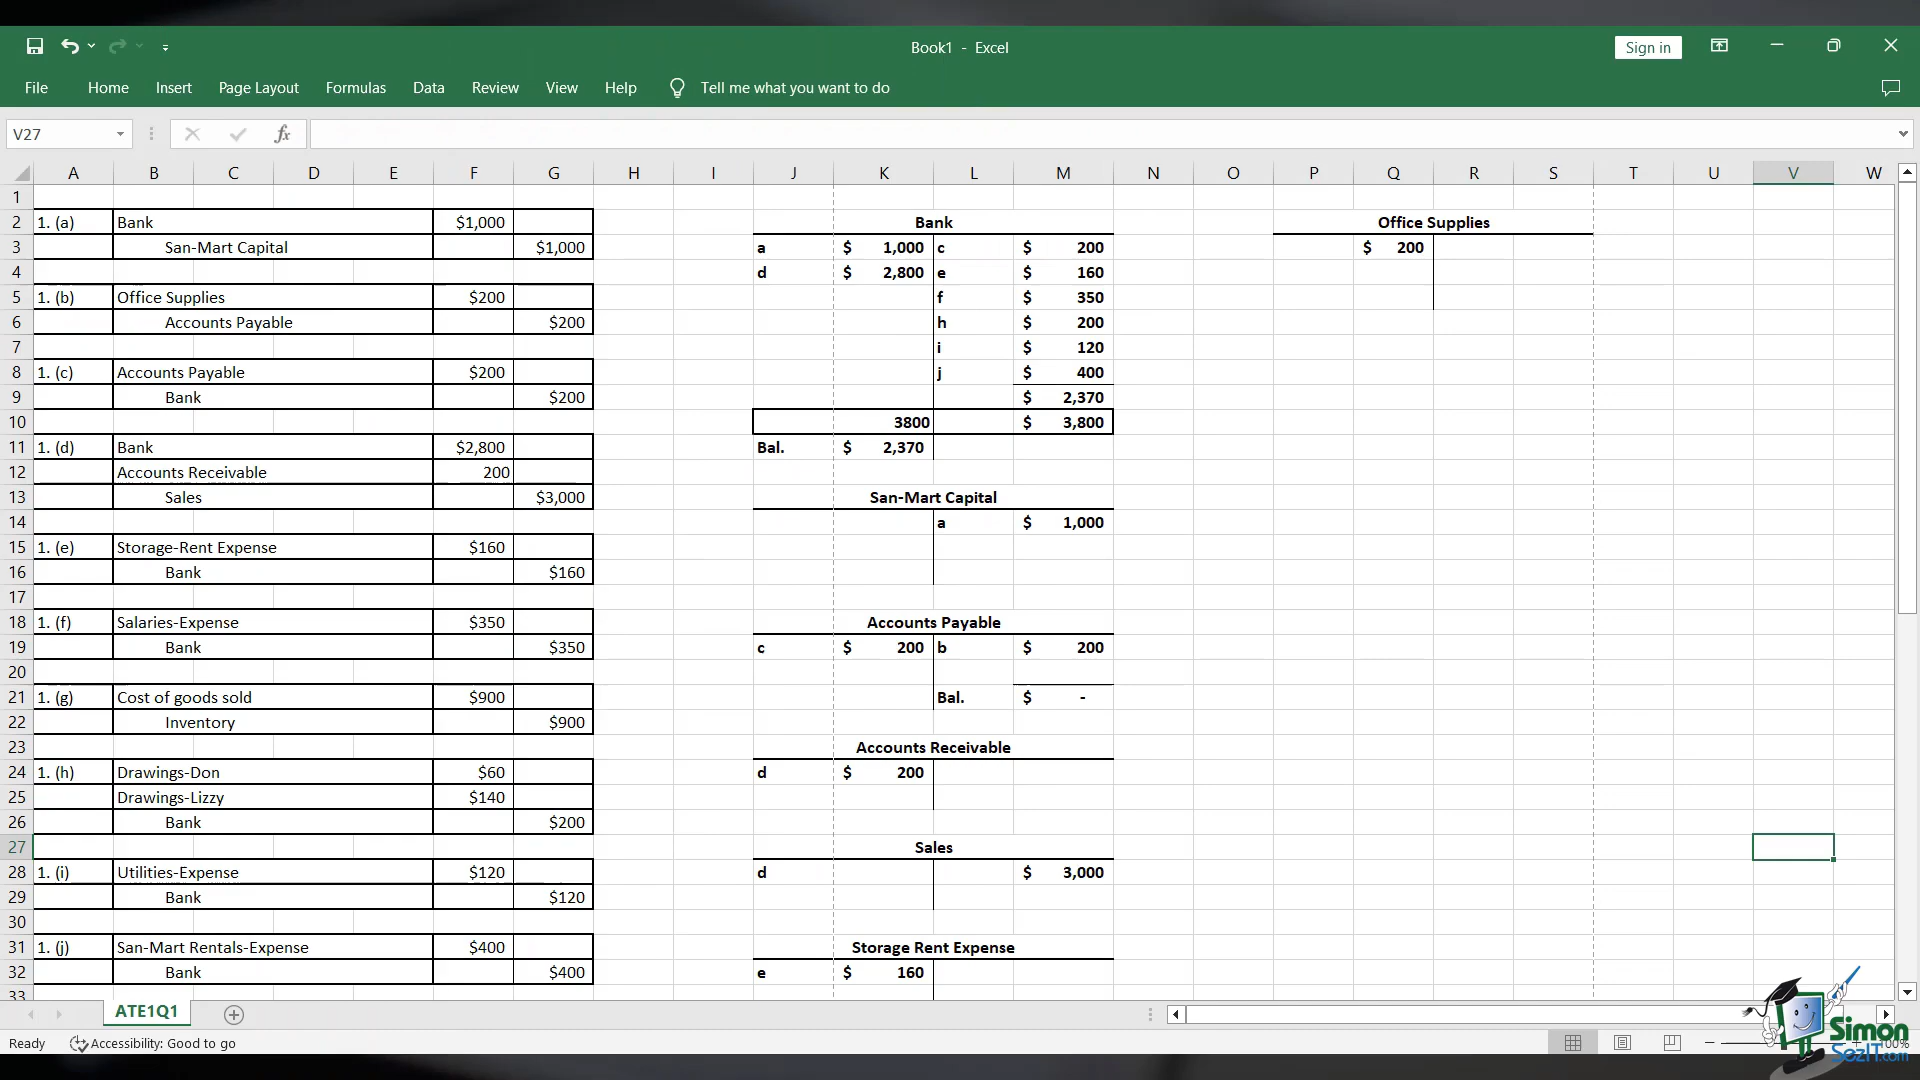 Book1 - Excel
Sign in
File Home Insert Page Layout Formulas Data Review View Help Tell me what you want to do
V27 fx
A B C D E F G H I J K L M N O P Q R S T U V W
1
2 1. (a) Bank $1,000 Bank Office Supplies
3 San-Mart Capital $1,000 a $ 1,000 c $ 200 $ 200
4 d $ 2,800 e $ 160
5 1. (b) Office Supplies $200 f $ 350
6 Accounts Payable $200 h $ 200
7 i $ 120
8 1. (c) Accounts Payable $200 j $ 400
9 Bank $200 $ 2,370
10 3800 $ 3,800
11 1. (d) Bank $2,800 Bal. $ 2,370
12 Accounts Receivable 200
13 Sales $3,000 San-Mart Capital
14 a $ 1,000
15 1. (e) Storage-Rent Expense $160
16 Bank $160
17
18 1. (f) Salaries-Expense $350 Accounts Payable
19 Bank $350 c $ 200 b $ 200
20
21 1. (g) Cost of goods sold $900 Bal. $ -
22 Inventory $900
23 Accounts Receivable
24 1. (h) Drawings-Don $60 d $ 200
25 Drawings-Lizzy $140
26 Bank $200
27 Sales
28 1. (i) Utilities-Expense $120 d $ 3,000
29 Bank $120
30
31 1. (j) San-Mart Rentals-Expense $400 Storage Rent Expense
32 Bank $400 e $ 160
33
ATE1Q1
Ready Accessibility: Good to go 100%
Simon
SezIT.com